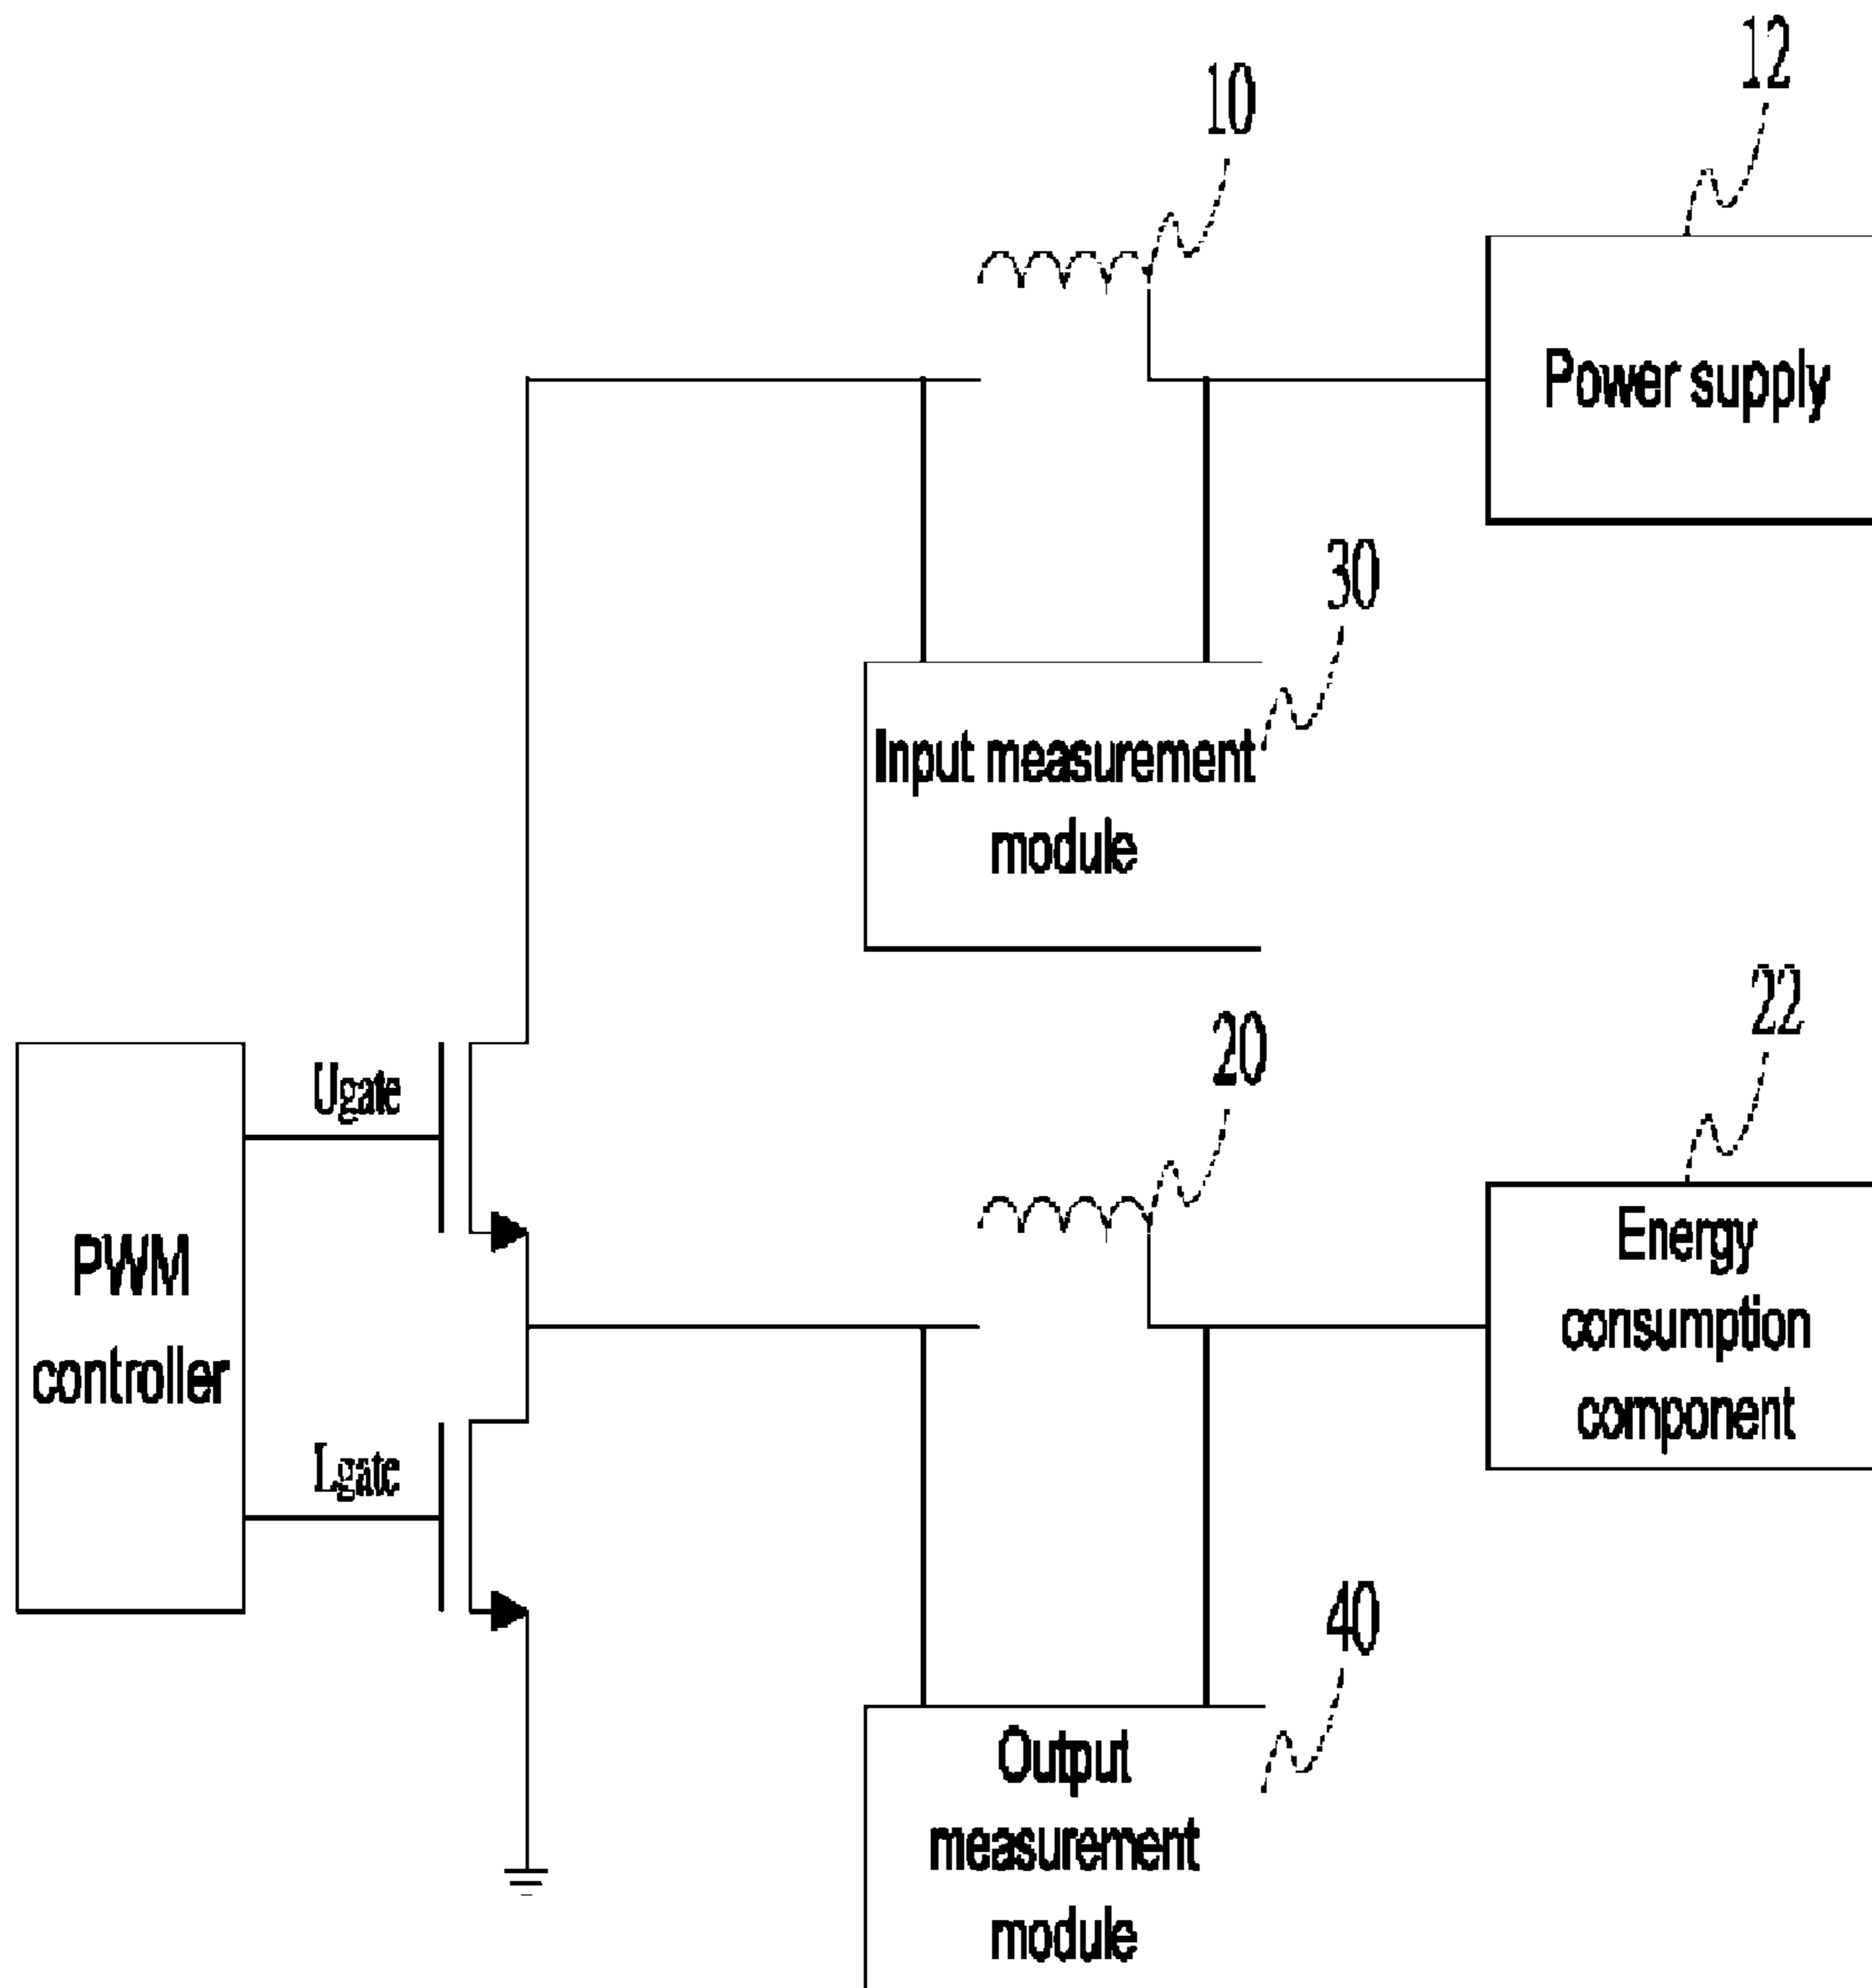 12
10
Power supply
30
Input measurement
module
22
20
Ugate
Energy
consumption
component
PWM
controller
Lgate
40
Output
measurement
module